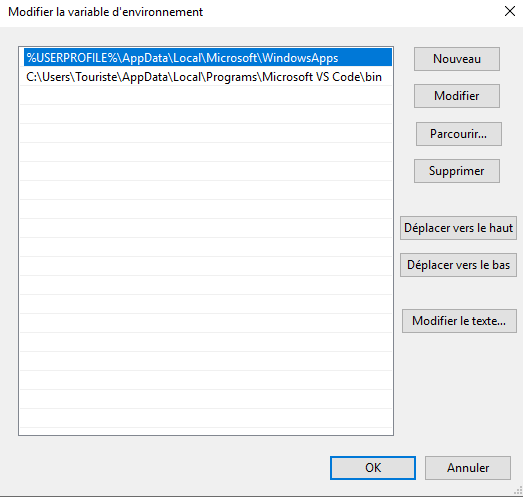 Modifier la variable d'environnement
%USERPROFILE%\AppData\Local\Microsoft\WindowsApps
C:\Users\Touriste\AppData\Local\Programs\Microsoft VS Code\bin
Nouveau
Modifier
Parcourir...
Supprimer
Déplacer vers le haut
Déplacer vers le bas
Modifier le texte...
OK
Annuler